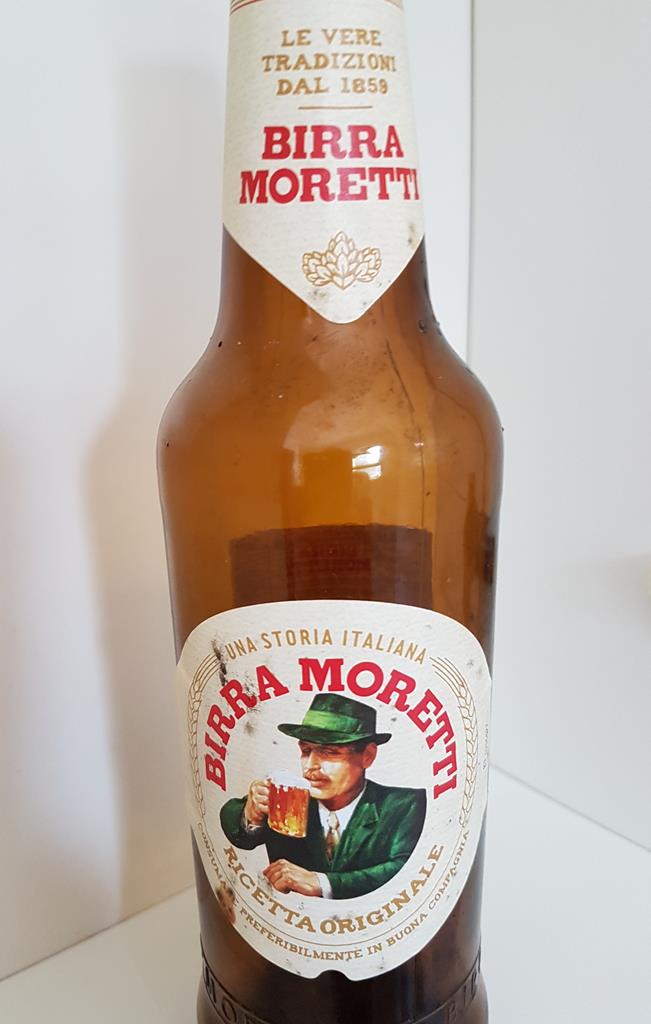 LE VERE
TRADIZIONI
DAL 1859
BIRRA
MORETTI
UNA STORIA ITALIANA
BIRRA MORETTI
RICETTA ORIGINALE
PREFERIBILMENTE IN BUONA COMPAGNIA